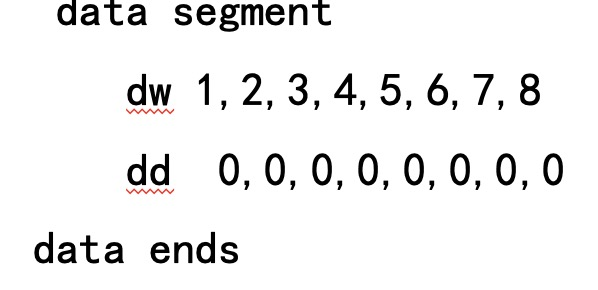 data segment
dw 1,2,3,4,5,6,7,8
dd 0,0,0,0,0,0,0,0
data ends